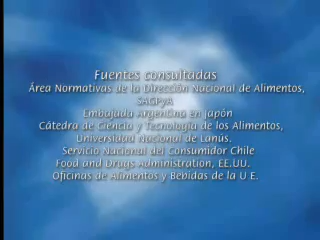 Fuentes consultadas
Área Normativas de la Dirección Nacional de Alimentos,
SAGPyA
Embajada Argentina en Japón
Cátedra de Ciencia y Tecnología de los Alimentos,
Universidad Nacional de Lanús.
Servicio Nacional del Consumidor Chile
Food and Drugs Administration, EE.UU.
Oficinas de Alimentos y Bebidas de la U E.